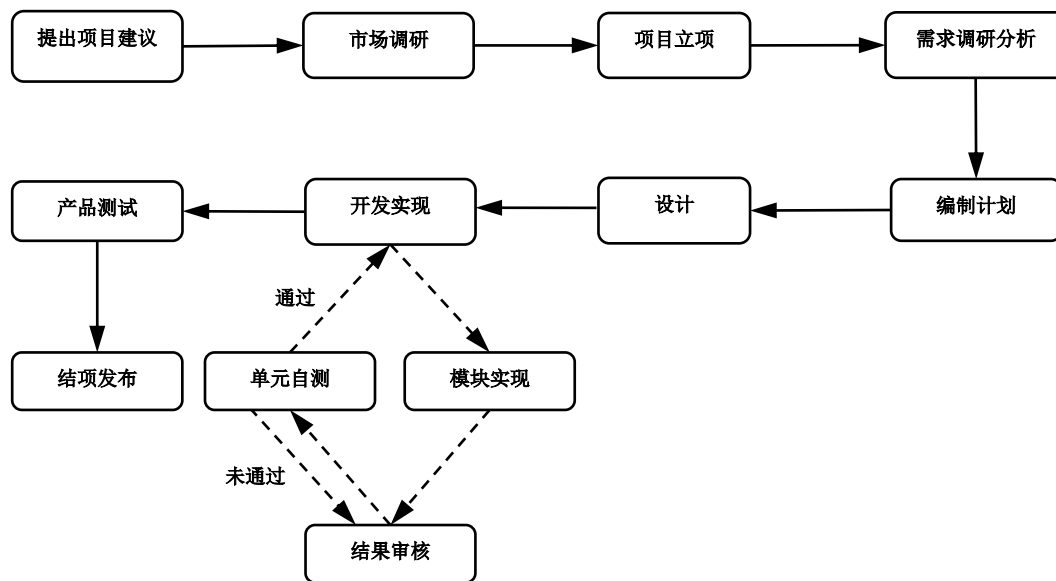 提出项目建议
市场调研
项目立项
需求调研分析
产品测试
开发实现
设计
编制计划
通过
结项发布
单元自测
模块实现
未通过
结果审核